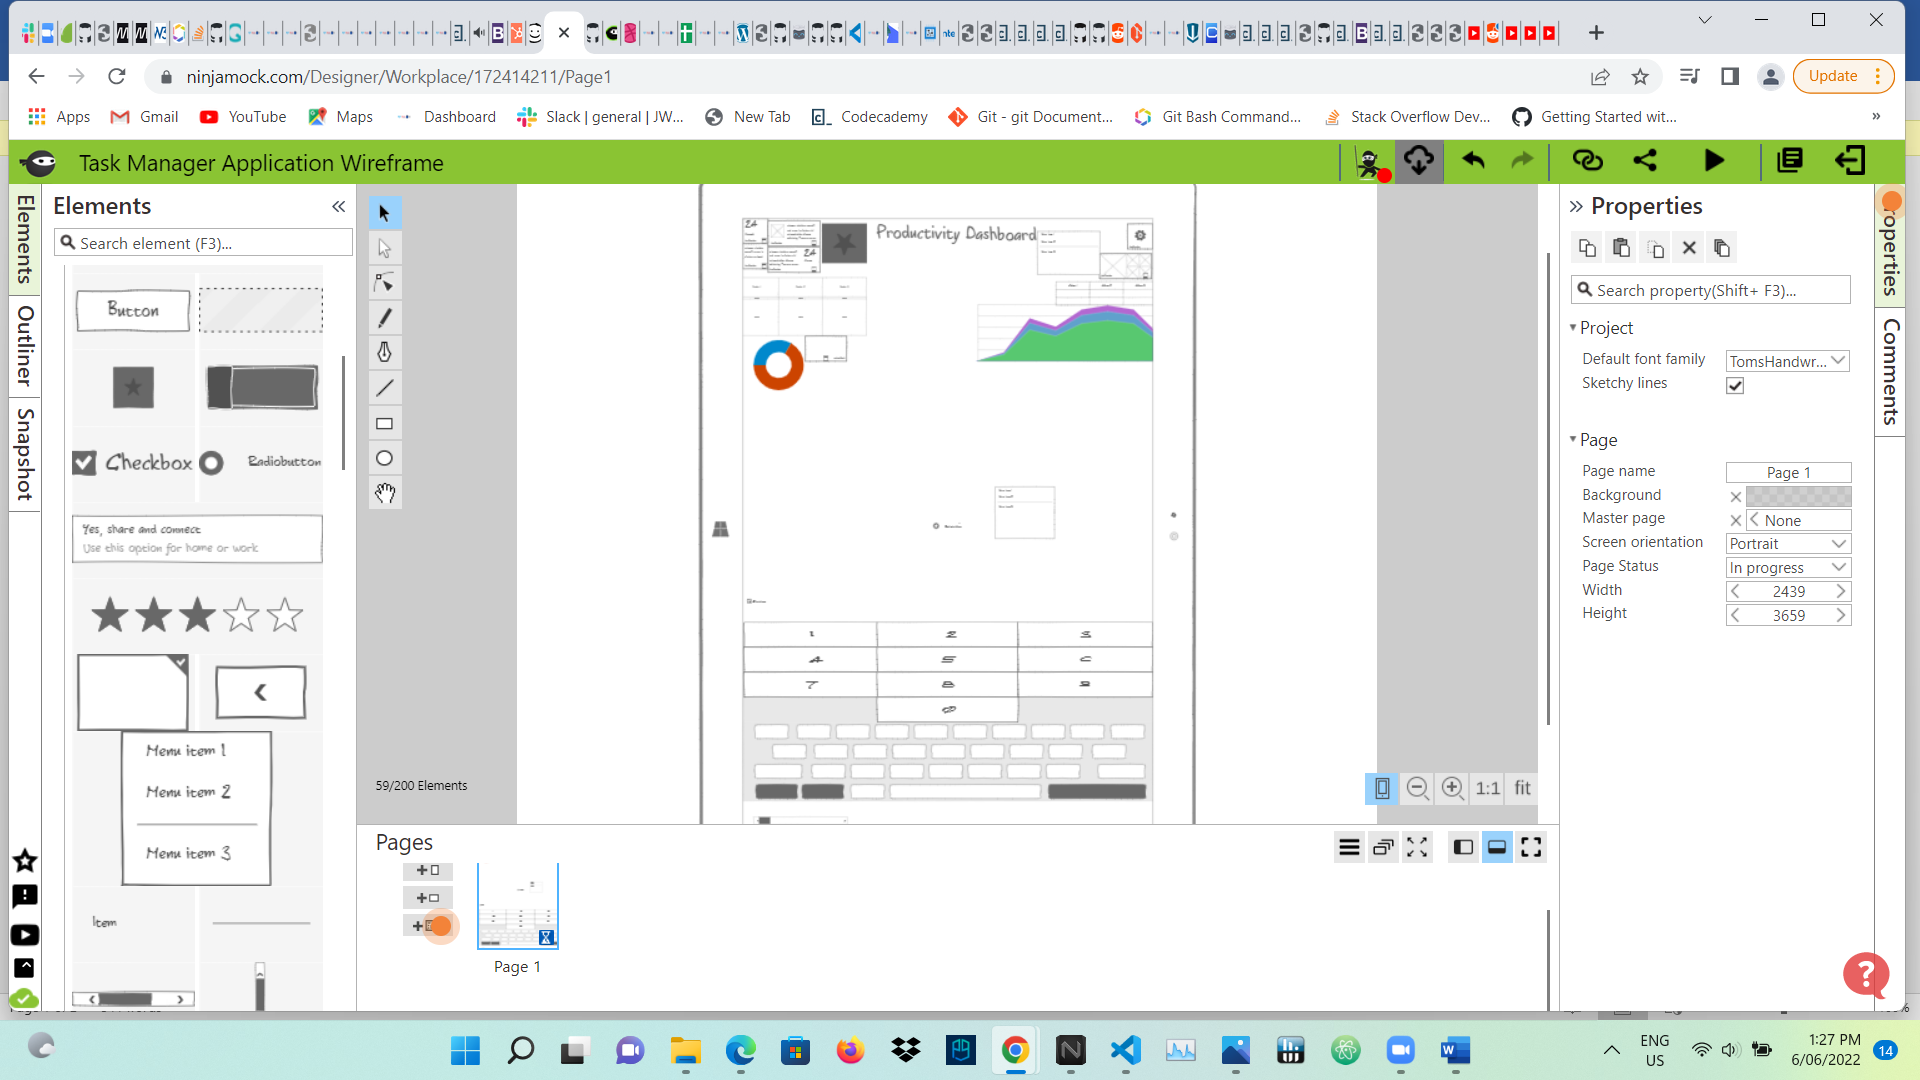 ninjamock.com/Designer/Workplace/172414211/Page1
Update
Apps
Gmail
YouTube
Maps
Dashboard
Slack | general | JW...
New Tab
Codecademy
Git - git Document...
Git Bash Command...
Stack Overflow Dev...
Getting Started wit...
»
Task Manager Application Wireframe
Elements
Search element (F3)...
Elements
Outliner
Snapshot
Button
Checkbox
Radiobutton
Yes, share and connect
Use this option for home or work
Menu item 1
Menu item 2
Menu item 3
Item
Productivity Dashboard
1 2 3
4 5
7 8 9
59/200 Elements
1:1
fit
Pages
Page 1
Properties
Search property(Shift+ F3)...
Project
Default font family
TomsHandwr...
Sketchy lines
Page
Page name
Page 1
Background
Master page
None
Screen orientation
Portrait
Page Status
In progress
Width
2439
Height
3659
Comments
ENG
US
1:27 PM
6/06/2022
14